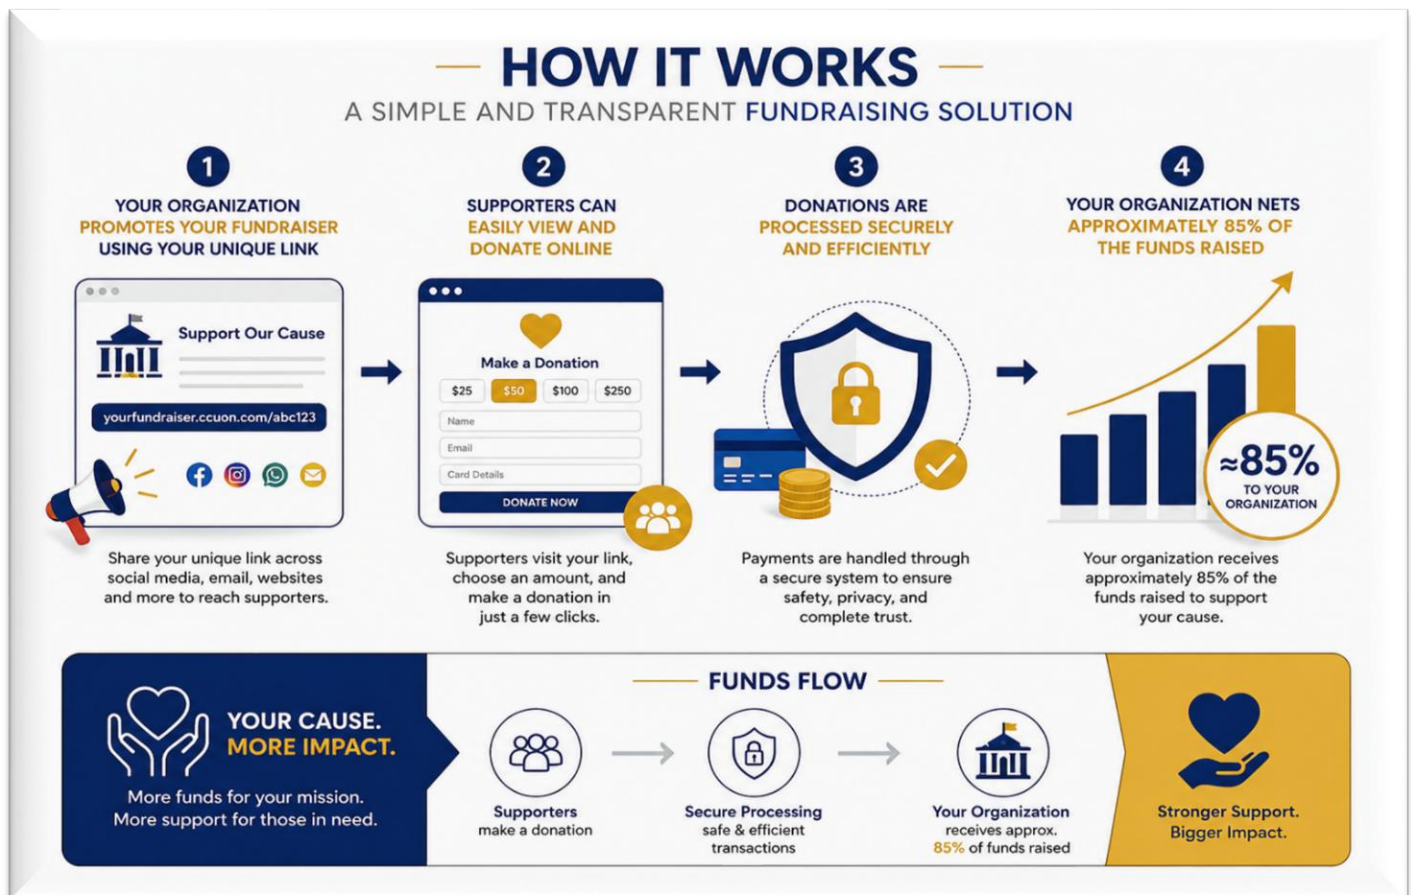 HOW IT WORKS
A SIMPLE AND TRANSPARENT FUNDRAISING SOLUTION
1
YOUR ORGANIZATION
PROMOTES YOUR FUNDRAISER
USING YOUR UNIQUE LINK
Support Our Cause
yourfundraiser.ccuon.com/abc123
Share your unique link across
social media, email, websites
and more to reach supporters.
2
SUPPORTERS CAN
EASILY VIEW AND
DONATE ONLINE
Make a Donation
$25 $50 $100 $250
Name
Email
Card Details
DONATE NOW
Supporters visit your link,
choose an amount, and
make a donation in
just a few clicks.
3
DONATIONS ARE
PROCESSED SECURELY
AND EFFICIENTLY
Payments are handled through
a secure system to ensure
safety, privacy, and
complete trust.
4
YOUR ORGANIZATION NETS
APPROXIMATELY 85% OF
THE FUNDS RAISED
≈85%
TO YOUR
ORGANIZATION
Your organization receives
approximately 85% of the
funds raised to support
your cause.
YOUR CAUSE.
MORE IMPACT.
More funds for your mission.
More support for those in need.
FUNDS FLOW
Supporters
make a donation
Secure Processing
safe & efficient
transactions
Your Organization
receives approx.
85% of funds raised
Stronger Support.
Bigger Impact.